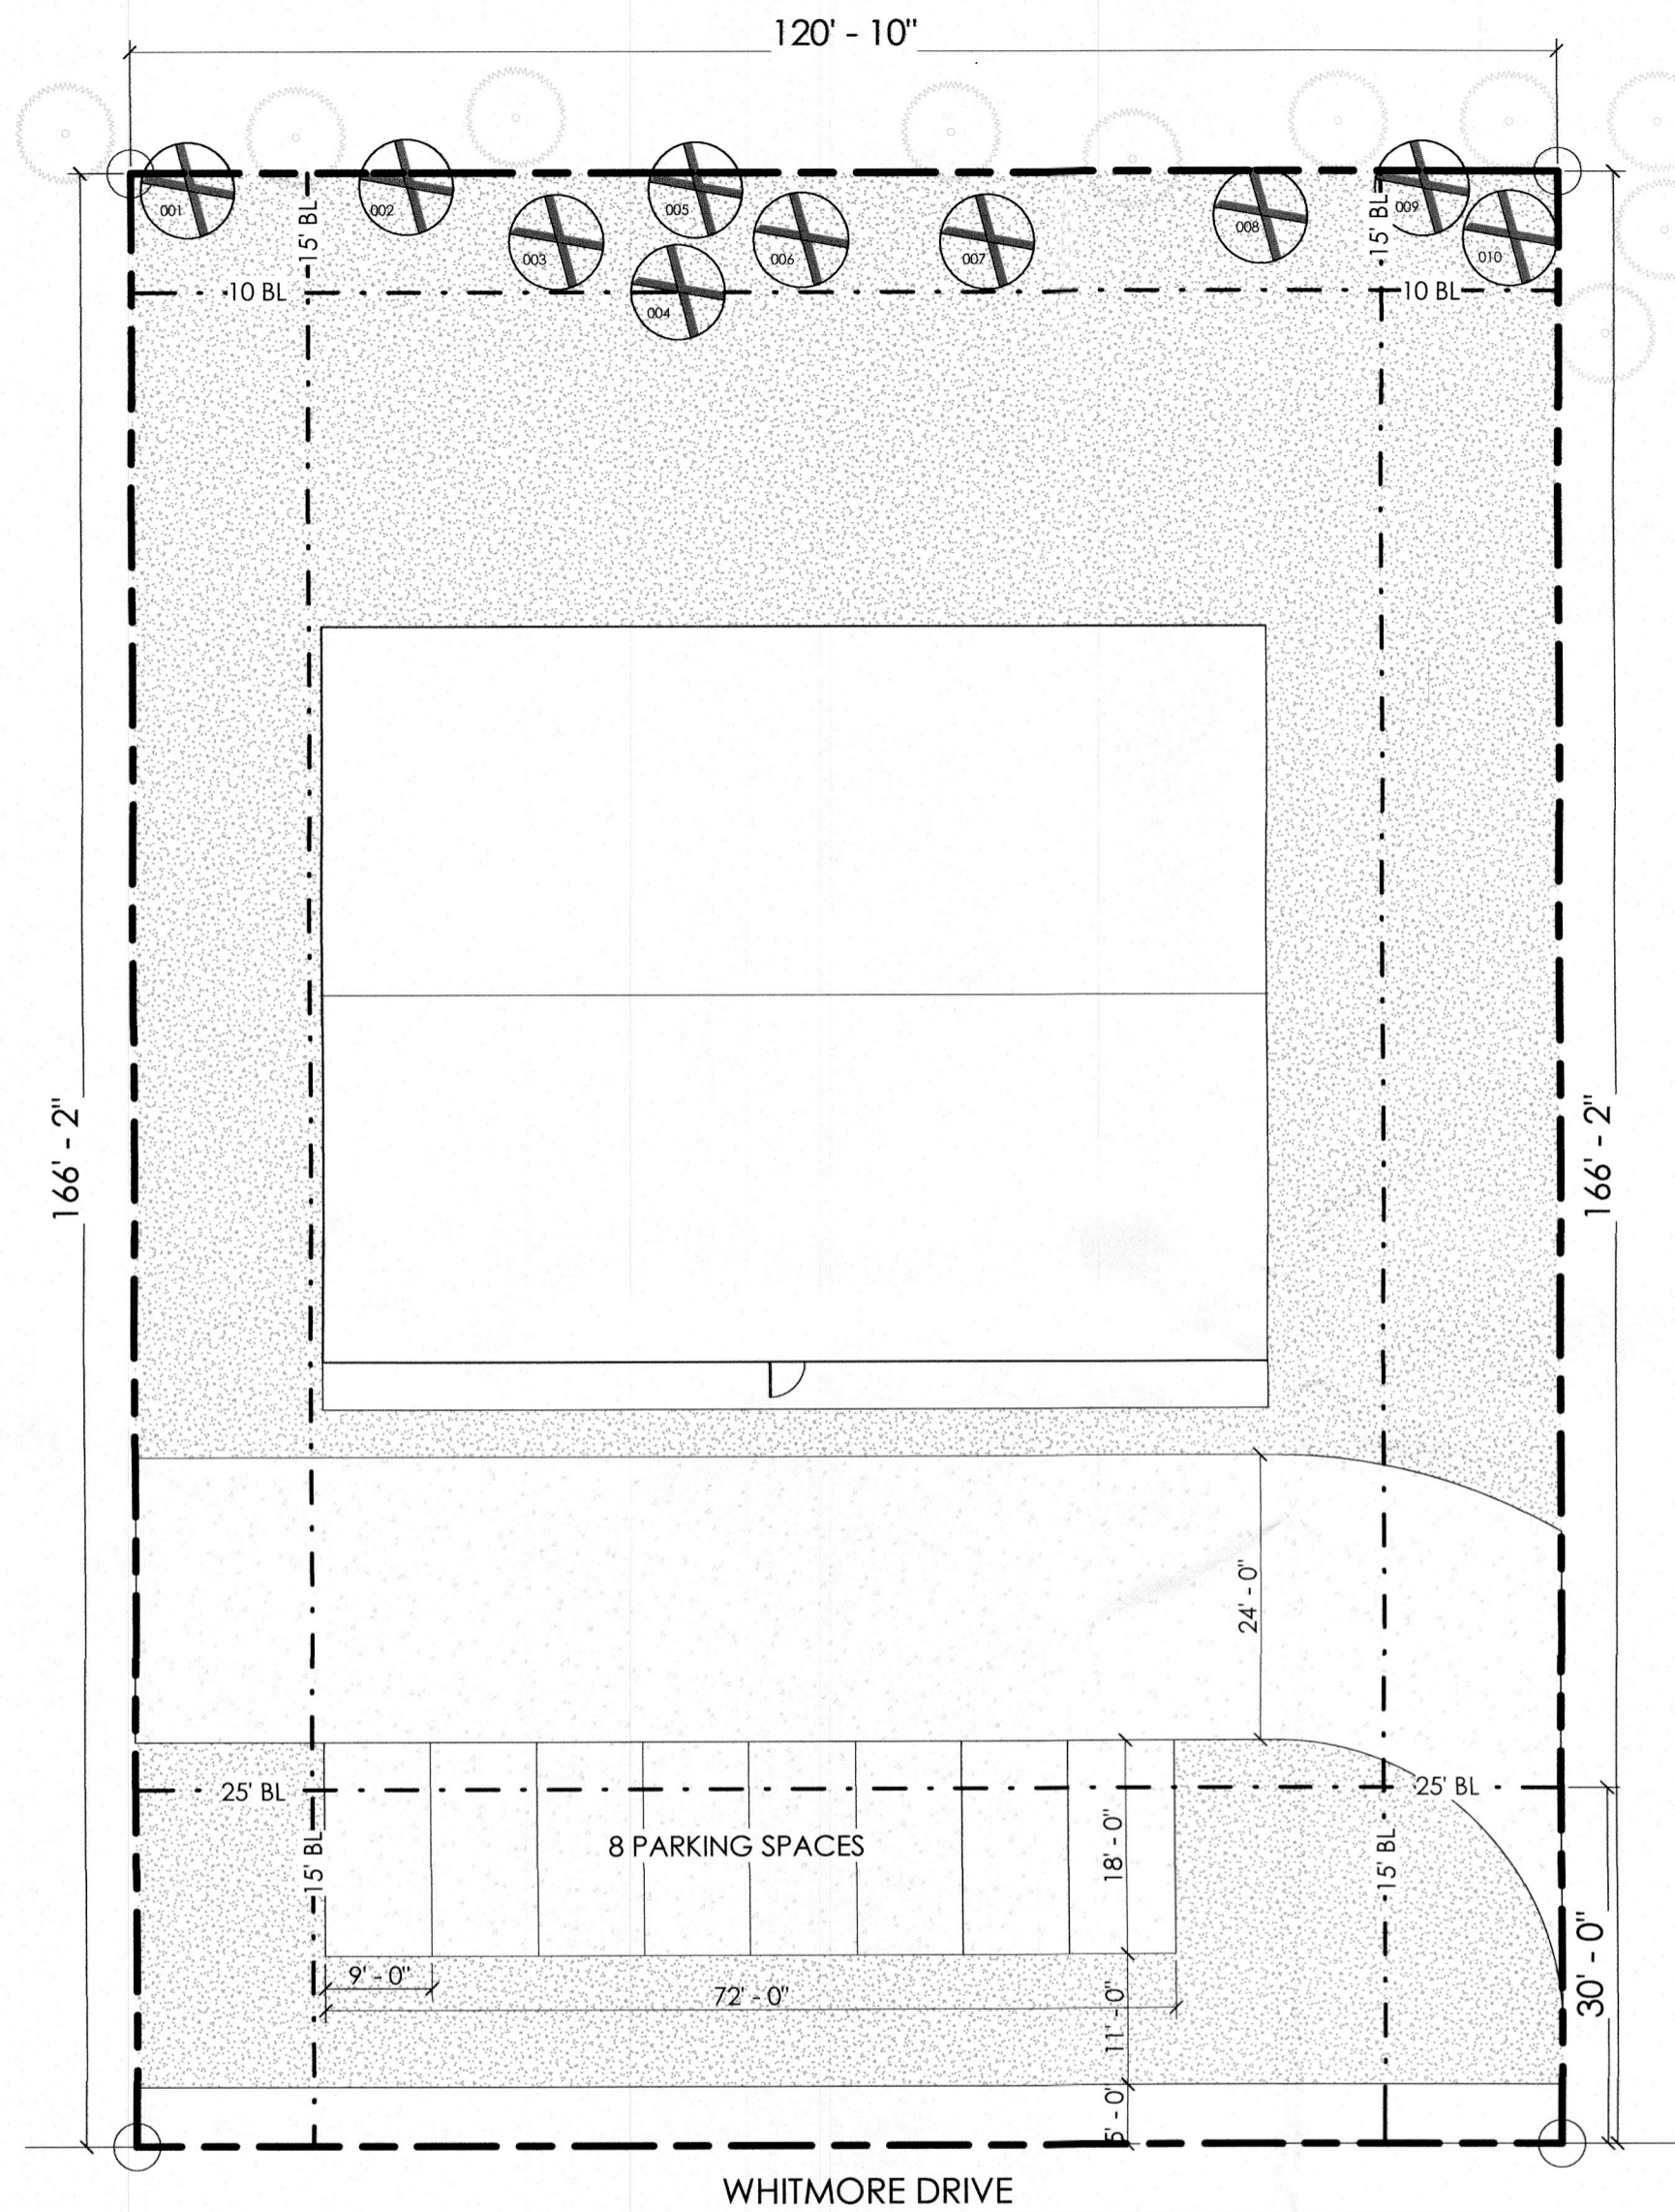 120' - 10"
001
002
003
004
005
006
007
008
009
010
15' BL
15' BL
10 BL
10 BL
166' - 2"
166' - 2"
24' - 0"
25' BL
25' BL
15' BL
8 PARKING SPACES
18' - 0"
15' BL
9' - 0"
72' - 0"
11' - 0"
30' - 0"
5' - 0"
WHITMORE DRIVE